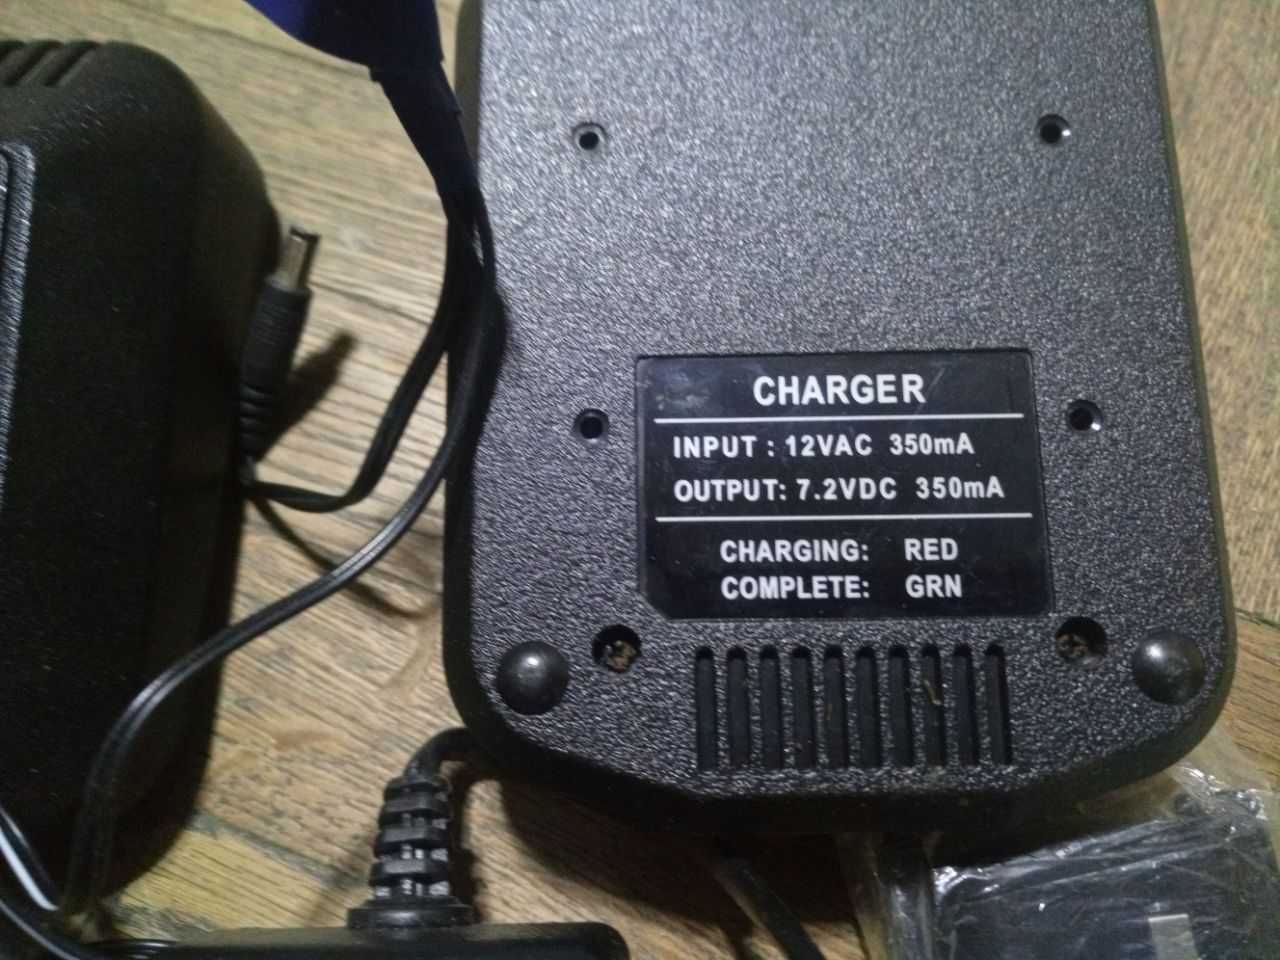 CHARGER
INPUT : 12VAC 350mA
OUTPUT: 7.2VDC 350mA
CHARGING: RED
COMPLETE: GRN